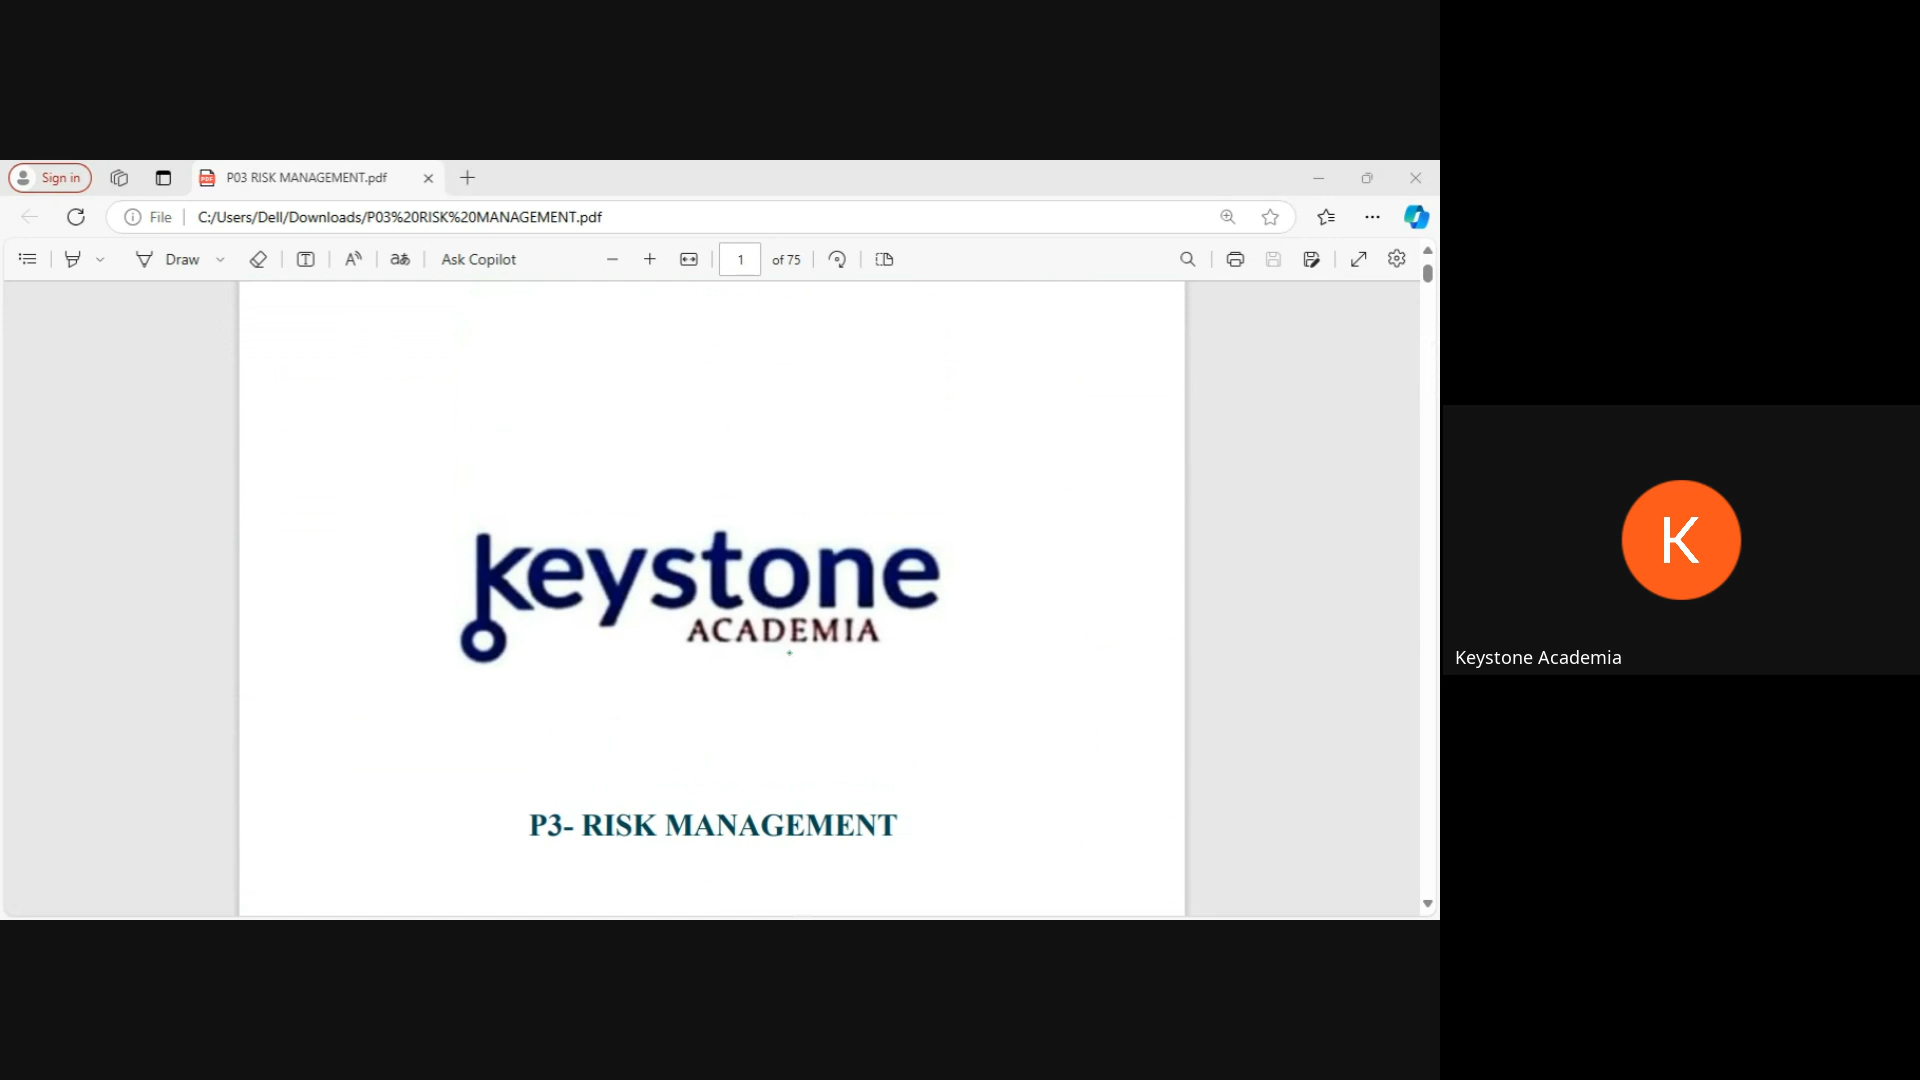 Sign in
P03 RISK MANAGEMENT.pdf
File
C:/Users/Dell/Downloads/P03%20RISK%20MANAGEMENT.pdf
Draw
Ask Copilot
1 of 75
keystone
ACADEMIA
P3- RISK MANAGEMENT
K
Keystone Academia